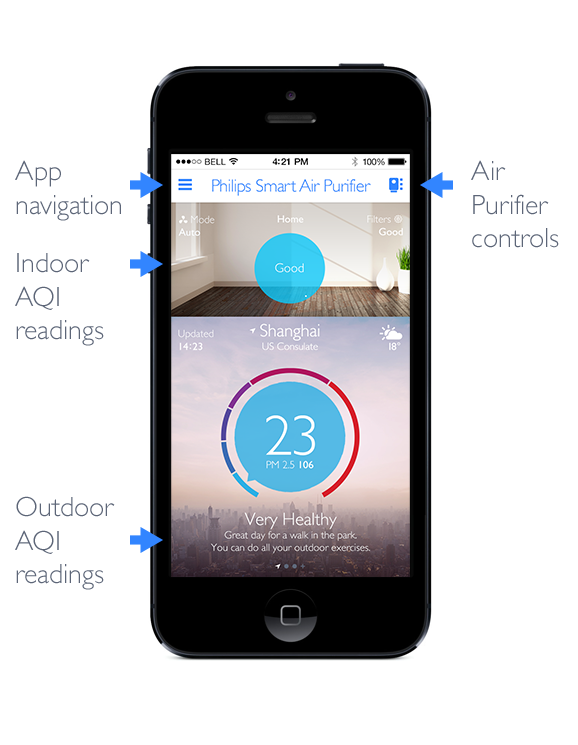 App
navigation
Indoor
AQI
readings
Outdoor
AQI
readings
Air
Purifier
controls
BELL 4:21 PM 100%
Philips Smart Air Purifier
Mode Home Filters
Auto Good
Good
Updated Shanghai
14:23 US Consulate 18°
23
PM 2.5 106
Very Healthy
Great day for a walk in the park.
You can do all your outdoor exercises.